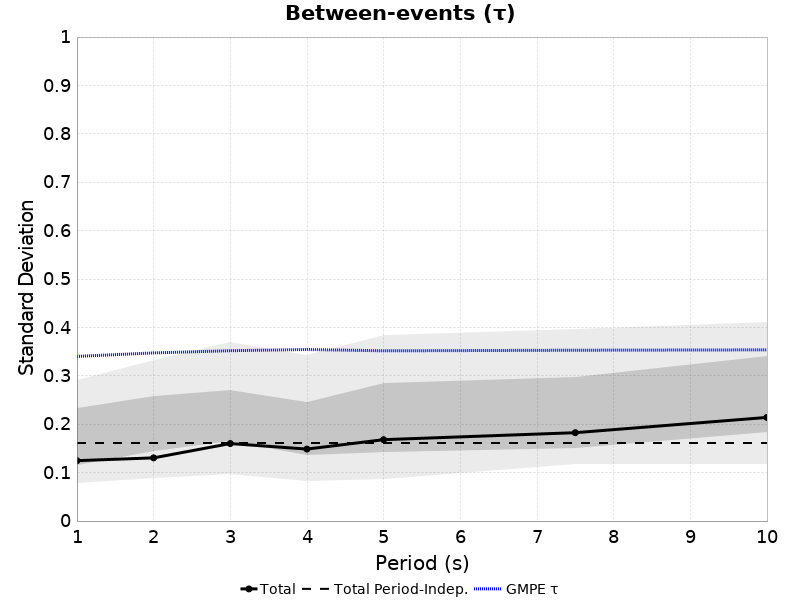 Between-events (τ)
1
0.9
0.8
0.7
0.6
0.5
0.4
0.3
0.2
0.1
0
Standard Deviation
1 2 3 4 5 6 7 8 9 10
Period (s)
Total Total Period-Indep. GMPE τ